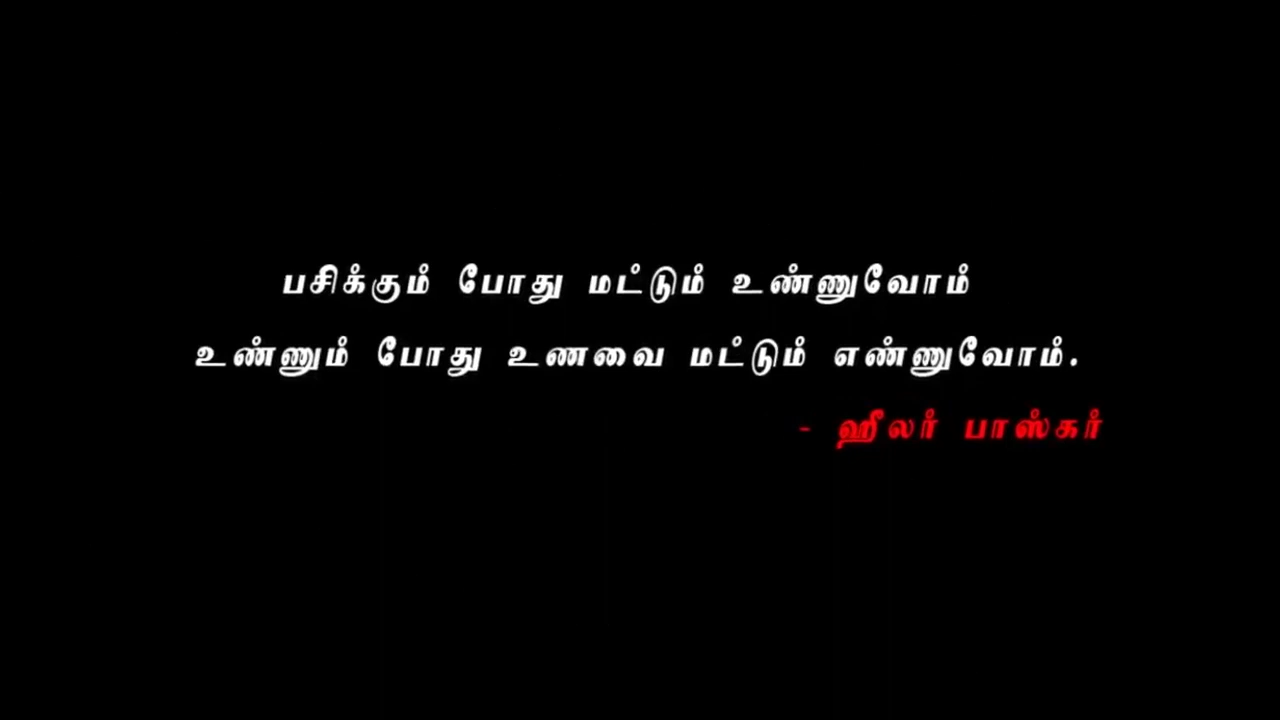 பசிக்கும் போது மட்டும் உண்ணுவோம்
உண்ணும் போது உணவை மட்டும் எண்ணுவோம்.
- ஹீலர் பாஸ்கர்